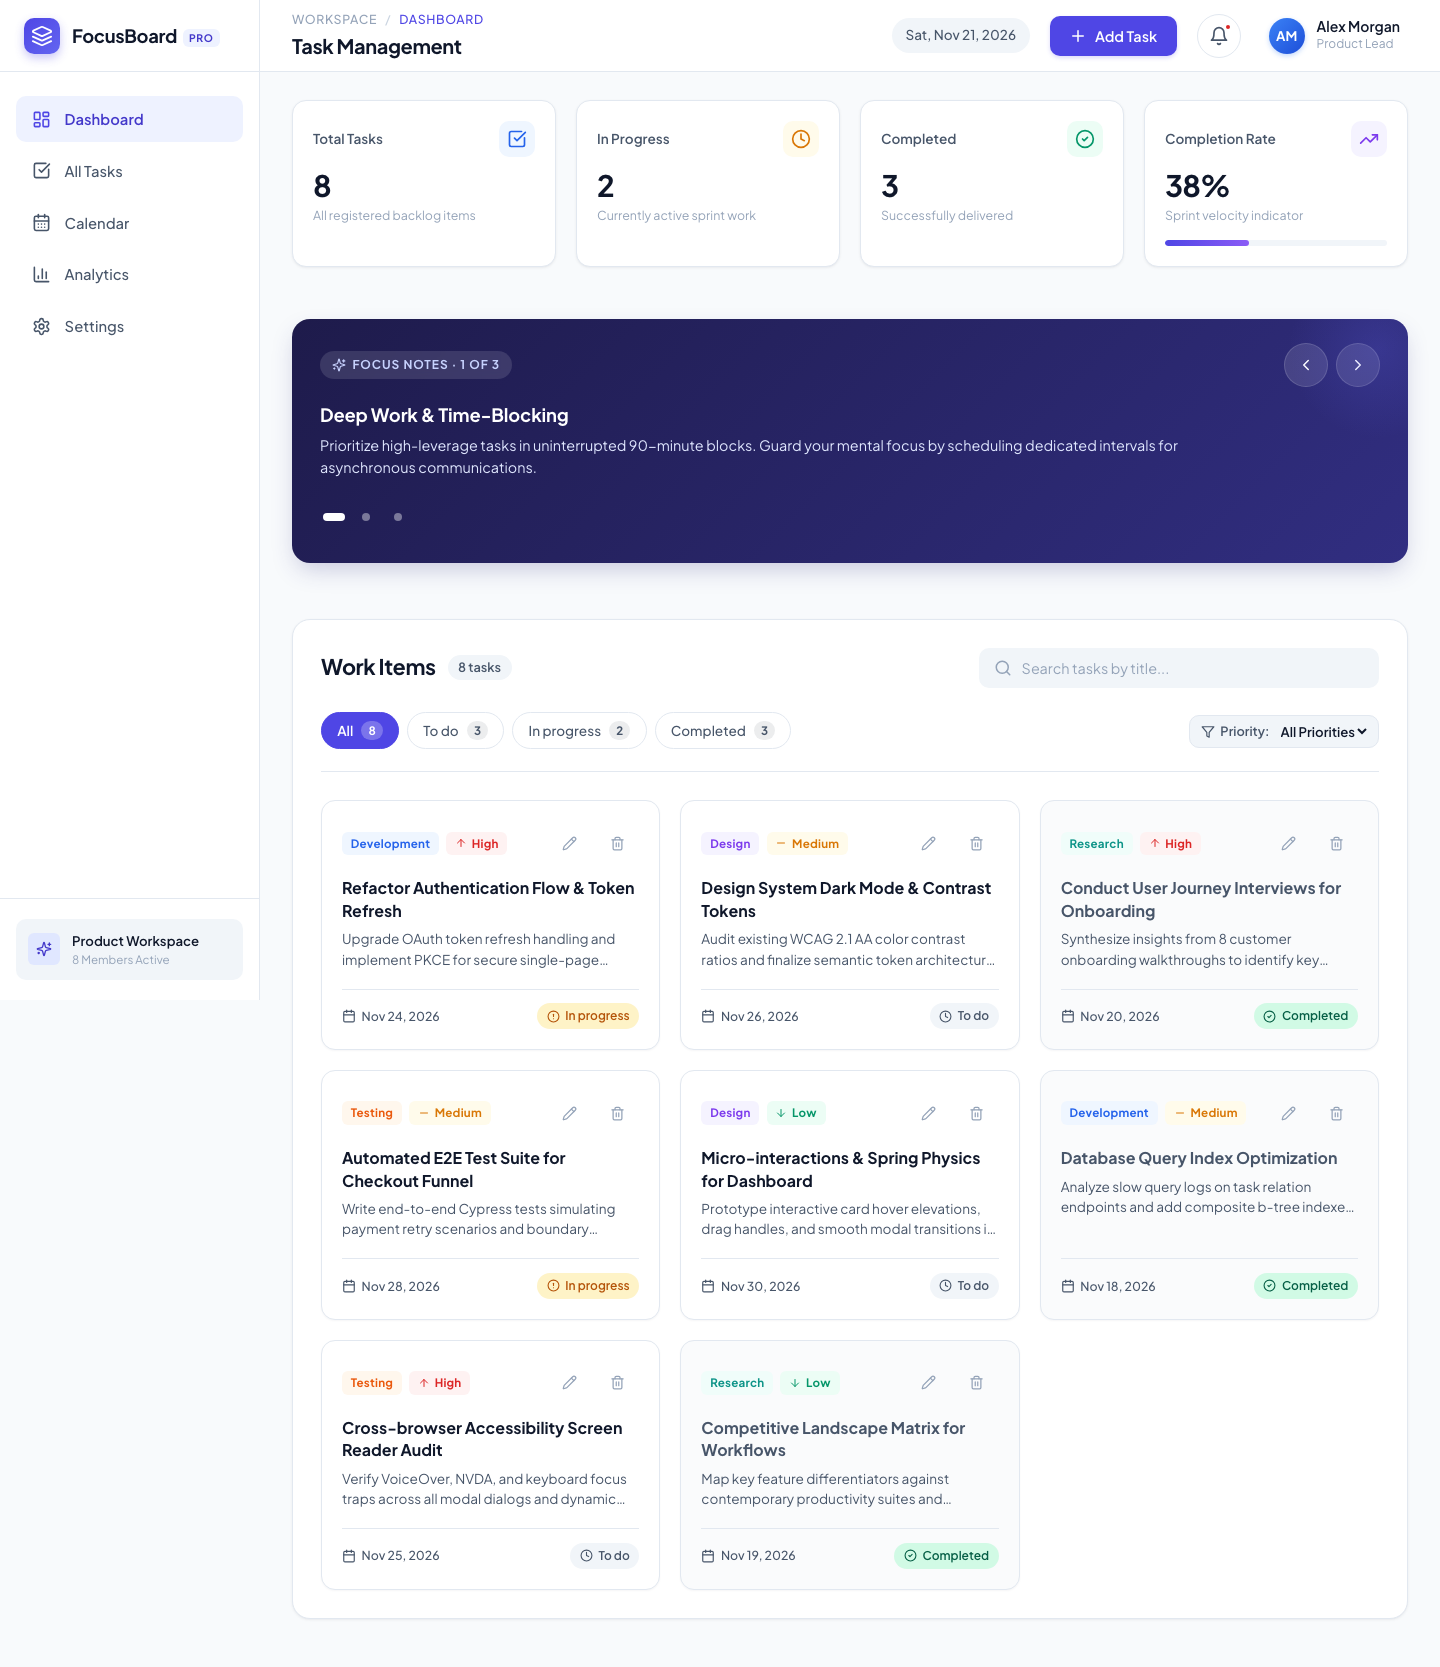 FocusBoard PRO
WORKSPACE / DASHBOARD
Task Management
Sat, Nov 21, 2026
Add Task
AM
Alex Morgan
Product Lead
Dashboard
All Tasks
Calendar
Analytics
Settings
Product Workspace
8 Members Active
Total Tasks
8
All registered backlog items
In Progress
2
Currently active sprint work
Completed
3
Successfully delivered
Completion Rate
38%
Sprint velocity indicator
FOCUS NOTES · 1 OF 3
Deep Work & Time-Blocking
Prioritize high-leverage tasks in uninterrupted 90-minute blocks. Guard your mental focus by scheduling dedicated intervals for
asynchronous communications.
Work Items 8 tasks
Search tasks by title...
All 8
To do 3
In progress 2
Completed 3
Priority: All Priorities
Development High
Refactor Authentication Flow & Token
Refresh
Upgrade OAuth token refresh handling and
implement PKCE for secure single-page…
Nov 24, 2026
In progress
Design Medium
Design System Dark Mode & Contrast
Tokens
Audit existing WCAG 2.1 AA color contrast
ratios and finalize semantic token architectur…
Nov 26, 2026
To do
Research High
Conduct User Journey Interviews for
Onboarding
Synthesize insights from 8 customer
onboarding walkthroughs to identify key…
Nov 20, 2026
Completed
Testing Medium
Automated E2E Test Suite for
Checkout Funnel
Write end-to-end Cypress tests simulating
payment retry scenarios and boundary…
Nov 28, 2026
In progress
Design Low
Micro-interactions & Spring Physics
for Dashboard
Prototype interactive card hover elevations,
drag handles, and smooth modal transitions i…
Nov 30, 2026
To do
Development Medium
Database Query Index Optimization
Analyze slow query logs on task relation
endpoints and add composite b-tree indexe…
Nov 18, 2026
Completed
Testing High
Cross-browser Accessibility Screen
Reader Audit
Verify VoiceOver, NVDA, and keyboard focus
traps across all modal dialogs and dynamic…
Nov 25, 2026
To do
Research Low
Competitive Landscape Matrix for
Workflows
Map key feature differentiators against
contemporary productivity suites and…
Nov 19, 2026
Completed